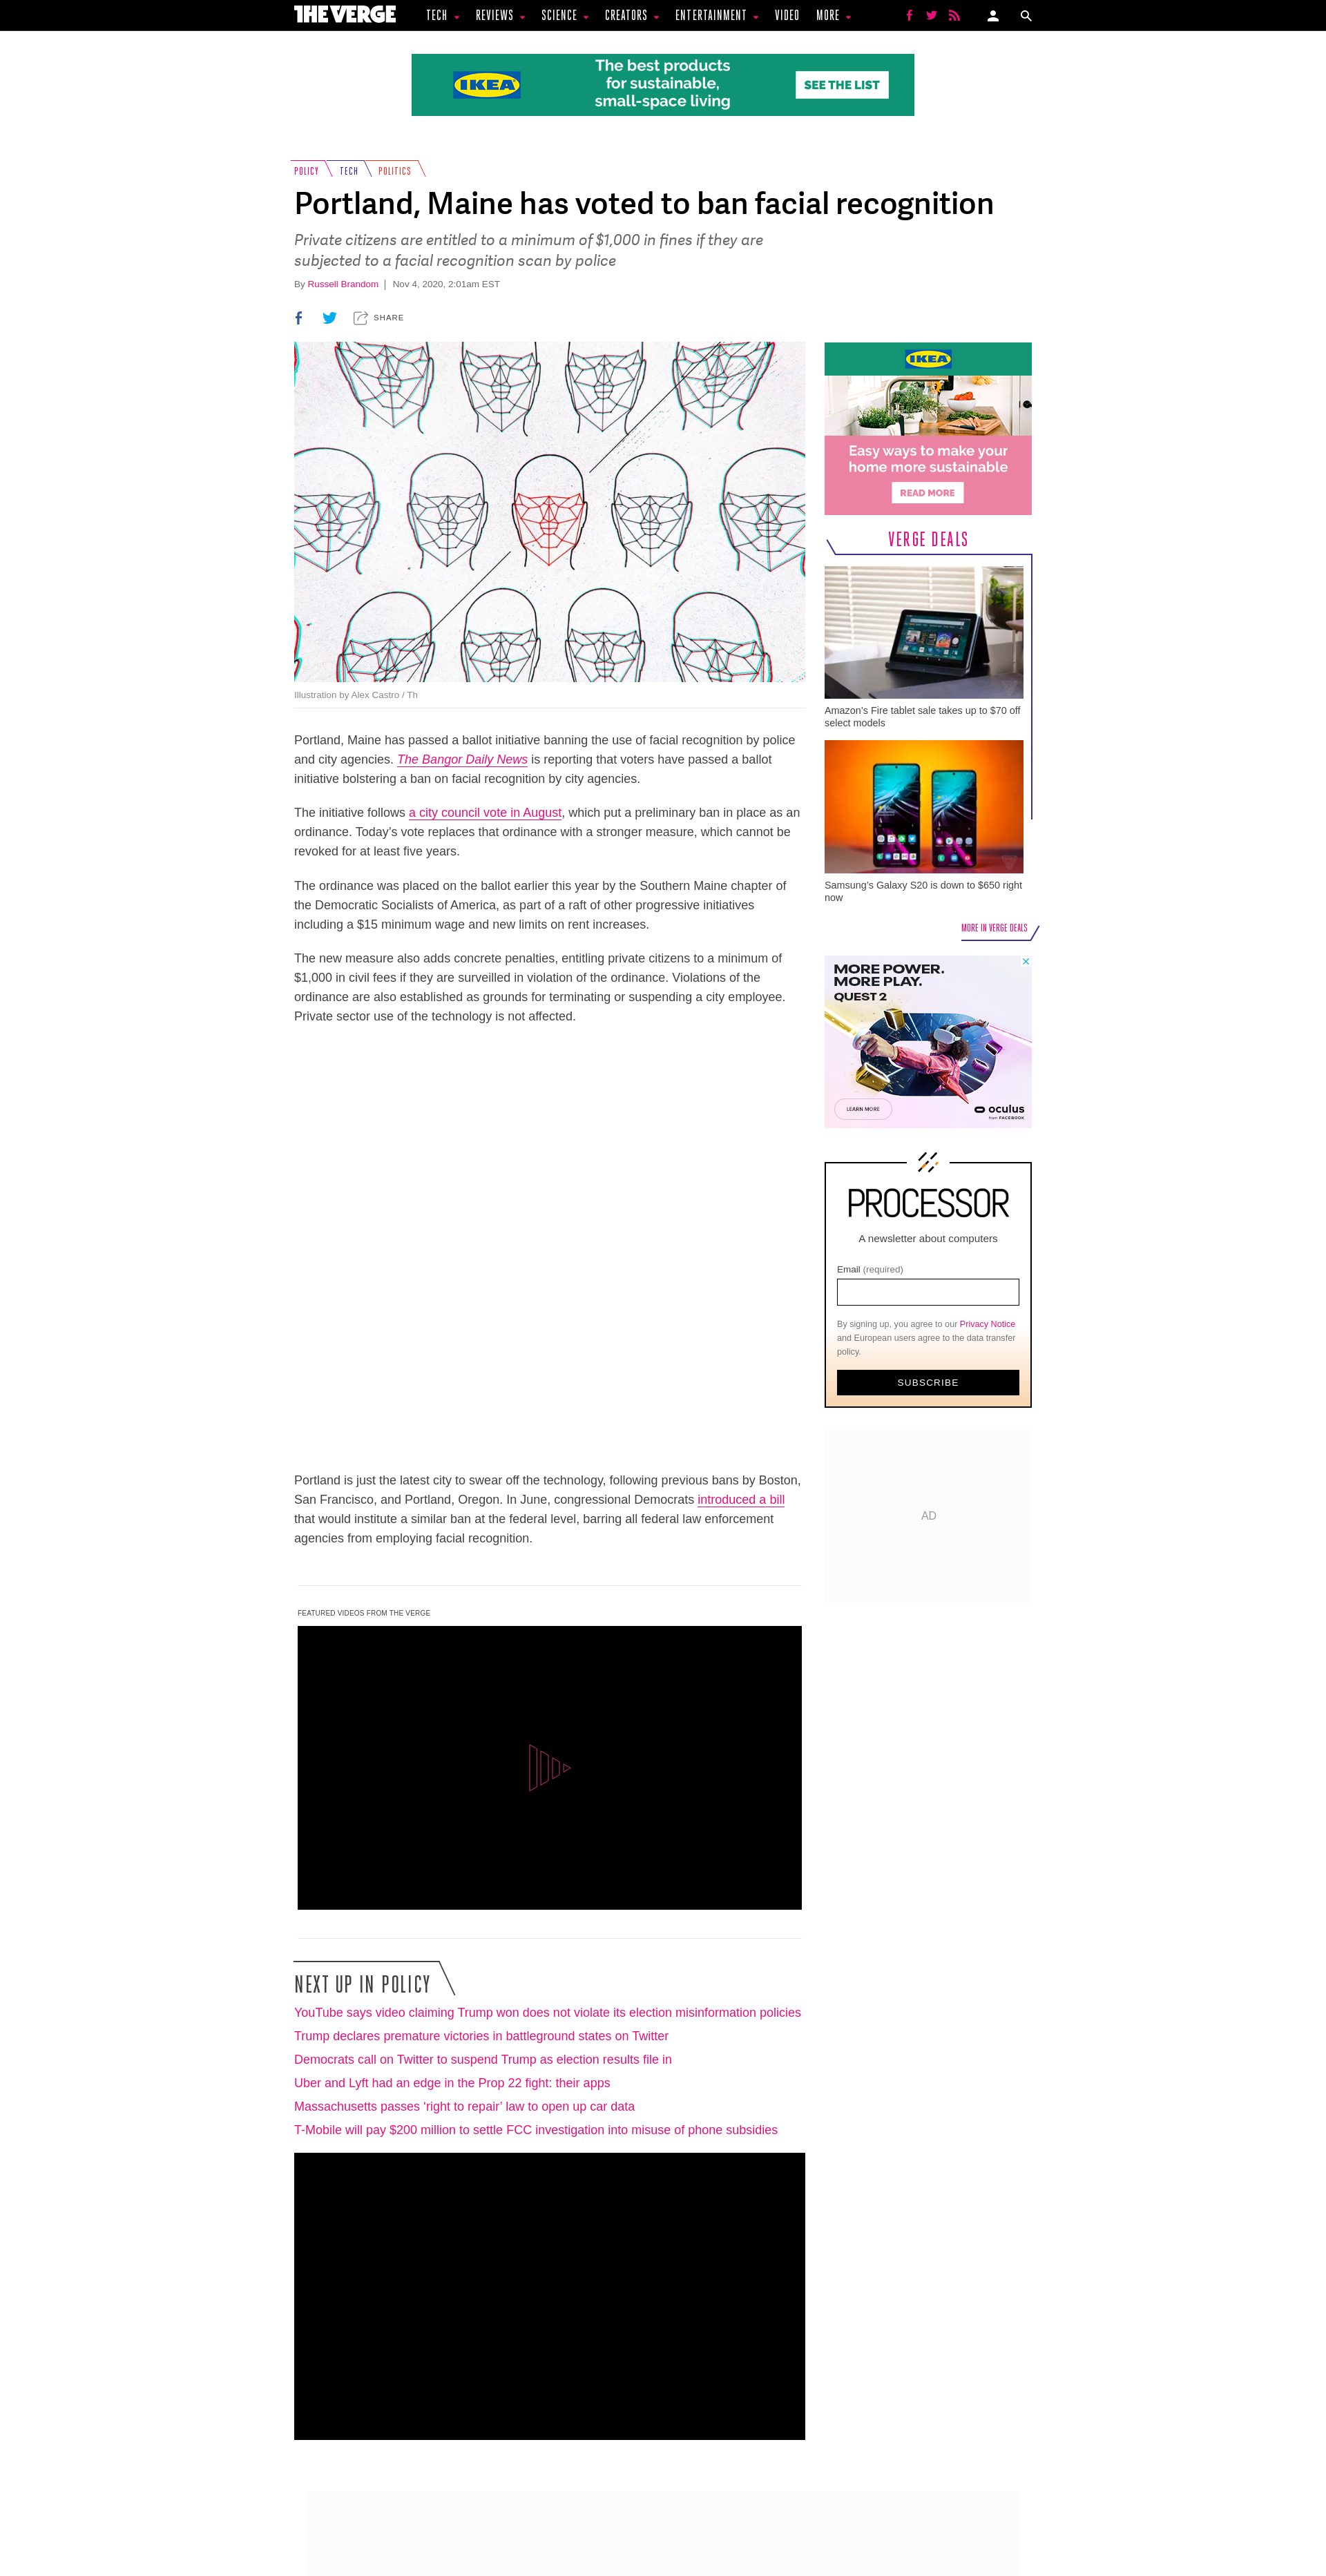 THE VERGE
TECH
REVIEWS
SCIENCE
CREATORS
ENTERTAINMENT
VIDEO
MORE
IKEA
The best products
for sustainable,
small-space living
SEE THE LIST
POLICY
TECH
POLITICS
Portland, Maine has voted to ban facial recognition
Private citizens are entitled to a minimum of $1,000 in fines if they are
subjected to a facial recognition scan by police
By Russell Brandom | Nov 4, 2020, 2:01am EST
SHARE
Illustration by Alex Castro / Th
Portland, Maine has passed a ballot initiative banning the use of facial recognition by police
and city agencies. The Bangor Daily News is reporting that voters have passed a ballot
initiative bolstering a ban on facial recognition by city agencies.
The initiative follows a city council vote in August, which put a preliminary ban in place as an
ordinance. Today’s vote replaces that ordinance with a stronger measure, which cannot be
revoked for at least five years.
The ordinance was placed on the ballot earlier this year by the Southern Maine chapter of
the Democratic Socialists of America, as part of a raft of other progressive initiatives
including a $15 minimum wage and new limits on rent increases.
The new measure also adds concrete penalties, entitling private citizens to a minimum of
$1,000 in civil fees if they are surveilled in violation of the ordinance. Violations of the
ordinance are also established as grounds for terminating or suspending a city employee.
Private sector use of the technology is not affected.
Portland is just the latest city to swear off the technology, following previous bans by Boston,
San Francisco, and Portland, Oregon. In June, congressional Democrats introduced a bill
that would institute a similar ban at the federal level, barring all federal law enforcement
agencies from employing facial recognition.
FEATURED VIDEOS FROM THE VERGE
NEXT UP IN POLICY
YouTube says video claiming Trump won does not violate its election misinformation policies
Trump declares premature victories in battleground states on Twitter
Democrats call on Twitter to suspend Trump as election results file in
Uber and Lyft had an edge in the Prop 22 fight: their apps
Massachusetts passes ‘right to repair’ law to open up car data
T-Mobile will pay $200 million to settle FCC investigation into misuse of phone subsidies
IKEA
Easy ways to make your
home more sustainable
READ MORE
VERGE DEALS
Amazon’s Fire tablet sale takes up to $70 off
select models
Samsung’s Galaxy S20 is down to $650 right
now
MORE IN VERGE DEALS
MORE POWER.
MORE PLAY.
QUEST 2
LEARN MORE
oculus
from FACEBOOK
PROCESSOR
A newsletter about computers
Email (required)
By signing up, you agree to our Privacy Notice
and European users agree to the data transfer
policy.
SUBSCRIBE
AD